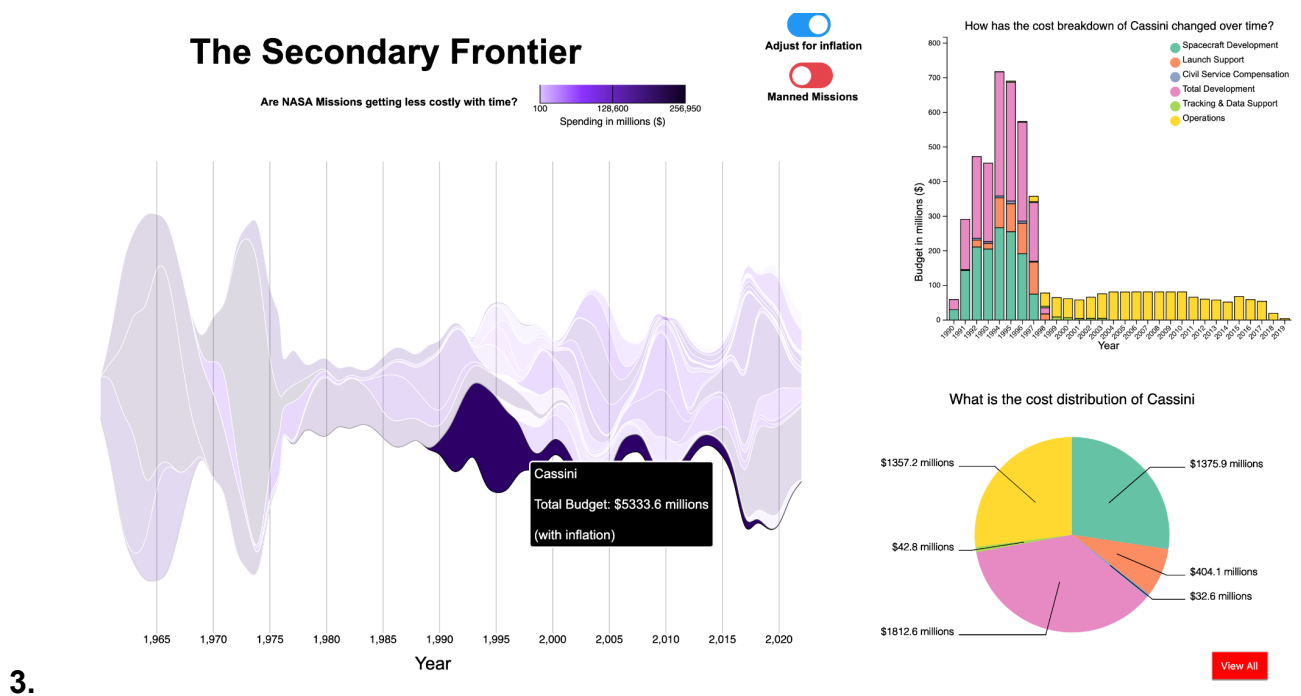 The Secondary Frontier
Adjust for inflation
Manned Missions
Are NASA Missions getting less costly with time?
100 128,600 256,950
Spending in millions ($)
1,965 1,970 1,975 1,980 1,985 1,990 1,995 2,000 2,005 2,010 2,015 2,020
Year
Cassini
Total Budget: $5333.6 millions
(with inflation)
How has the cost breakdown of Cassini changed over time?
Spacecraft Development
Launch Support
Civil Service Compensation
Total Development
Tracking & Data Support
Operations
Budget in millions ($)
800
700
600
500
400
300
200
100
0
1990 1991 1992 1993 1994 1995 1996 1997 1998 1999 2000 2001 2002 2003 2004 2005 2006 2007 2008 2009 2010 2011 2012 2013 2014 2015 2016 2017 2018 2019
Year
What is the cost distribution of Cassini
$1357.2 millions
$1375.9 millions
$42.8 millions
$404.1 millions
$32.6 millions
$1812.6 millions
View All
3.